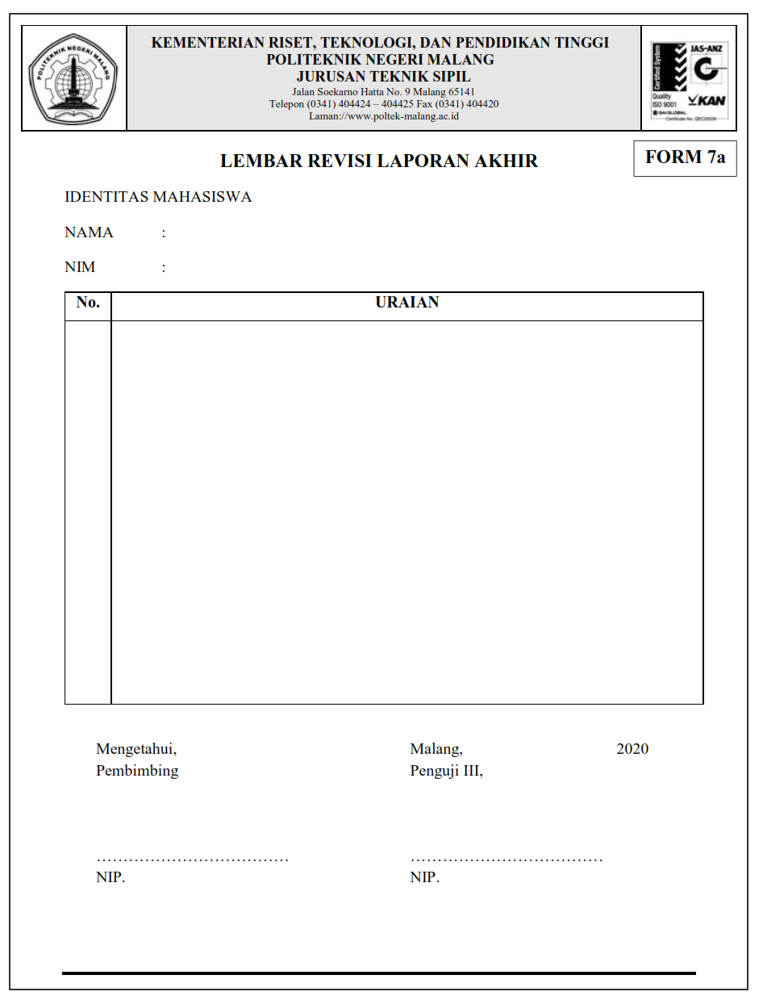 POLITEKNIK NEGERI MALANG
KEMENTERIAN RISET, TEKNOLOGI, DAN PENDIDIKAN TINGGI
POLITEKNIK NEGERI MALANG
JURUSAN TEKNIK SIPIL
Jalan Soekarno Hatta No. 9 Malang 65141
Telepon (0341) 404424 – 404425 Fax (0341) 404420
Laman://www.poltek-malang.ac.id
Certified System
JAS-ANZ
Quality
ISO 9001
KAN
SAI GLOBAL
LEMBAR REVISI LAPORAN AKHIR
FORM 7a
IDENTITAS MAHASISWA
NAMA :
NIM :
No. URAIAN
Mengetahui,
Pembimbing
Malang, 2020
Penguji III,
………………………………
NIP.
………………………………
NIP.